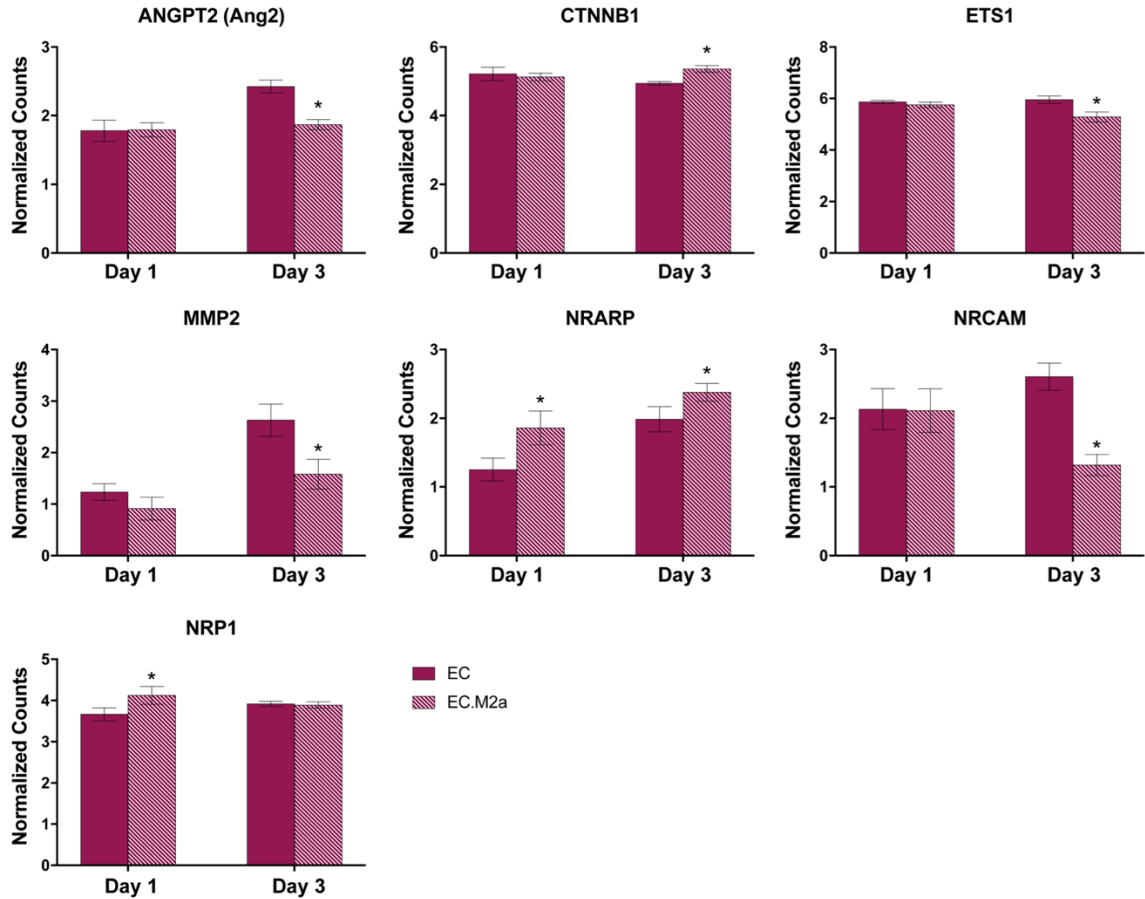 ANGPT2 (Ang2)
Normalized Counts
3
2
1
0
*
Day 1 Day 3
CTNNB1
Normalized Counts
6
4
2
0
*
Day 1 Day 3
ETS1
Normalized Counts
8
6
4
2
0
*
Day 1 Day 3
MMP2
Normalized Counts
4
3
2
1
0
*
Day 1 Day 3
NRARP
Normalized Counts
3
2
1
0
* *
Day 1 Day 3
NRCAM
Normalized Counts
3
2
1
0
*
Day 1 Day 3
NRP1
Normalized Counts
5
4
3
2
1
0
*
Day 1 Day 3
EC
EC.M2a